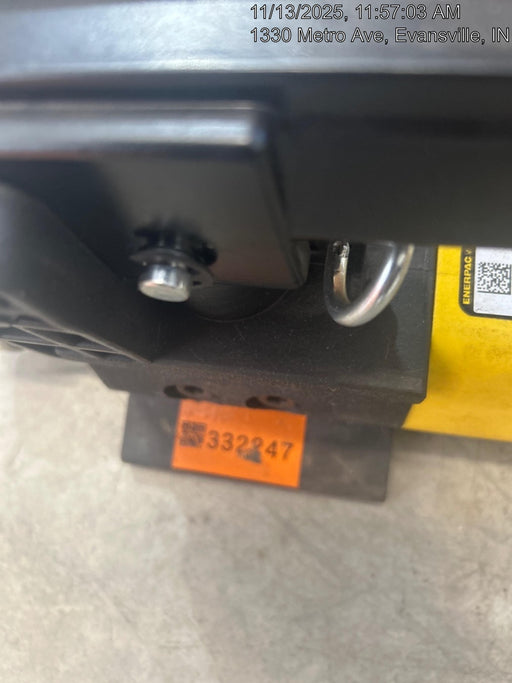 11/13/2025, 11:57:03 AM
1330 Metro Ave, Evansville, IN
ENERPAC
332247